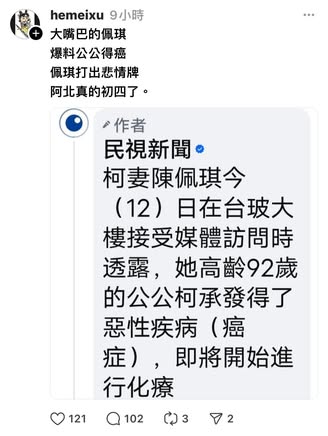 hemeixu 9小時
大嘴巴的佩琪
爆料公公得癌
佩琪打出悲情牌
阿北真的初四了。
作者
民視新聞
柯妻陳佩琪今
（12）日在台玻大
樓接受媒體訪問時
透露，她高齡92歲
的公公柯承發得了
惡性疾病（癌
症），即將開始進
行化療
121 102 3 2